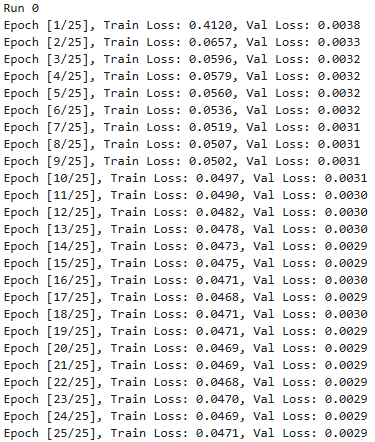 Run 0
Epoch [1/25], Train Loss: 0.4120, Val Loss: 0.0038
Epoch [2/25], Train Loss: 0.0657, Val Loss: 0.0033
Epoch [3/25], Train Loss: 0.0596, Val Loss: 0.0032
Epoch [4/25], Train Loss: 0.0579, Val Loss: 0.0032
Epoch [5/25], Train Loss: 0.0560, Val Loss: 0.0032
Epoch [6/25], Train Loss: 0.0536, Val Loss: 0.0032
Epoch [7/25], Train Loss: 0.0519, Val Loss: 0.0031
Epoch [8/25], Train Loss: 0.0507, Val Loss: 0.0031
Epoch [9/25], Train Loss: 0.0502, Val Loss: 0.0031
Epoch [10/25], Train Loss: 0.0497, Val Loss: 0.0031
Epoch [11/25], Train Loss: 0.0490, Val Loss: 0.0030
Epoch [12/25], Train Loss: 0.0482, Val Loss: 0.0030
Epoch [13/25], Train Loss: 0.0478, Val Loss: 0.0030
Epoch [14/25], Train Loss: 0.0473, Val Loss: 0.0029
Epoch [15/25], Train Loss: 0.0475, Val Loss: 0.0029
Epoch [16/25], Train Loss: 0.0471, Val Loss: 0.0030
Epoch [17/25], Train Loss: 0.0468, Val Loss: 0.0029
Epoch [18/25], Train Loss: 0.0471, Val Loss: 0.0030
Epoch [19/25], Train Loss: 0.0471, Val Loss: 0.0029
Epoch [20/25], Train Loss: 0.0469, Val Loss: 0.0029
Epoch [21/25], Train Loss: 0.0469, Val Loss: 0.0029
Epoch [22/25], Train Loss: 0.0468, Val Loss: 0.0029
Epoch [23/25], Train Loss: 0.0470, Val Loss: 0.0029
Epoch [24/25], Train Loss: 0.0469, Val Loss: 0.0029
Epoch [25/25], Train Loss: 0.0471, Val Loss: 0.0029